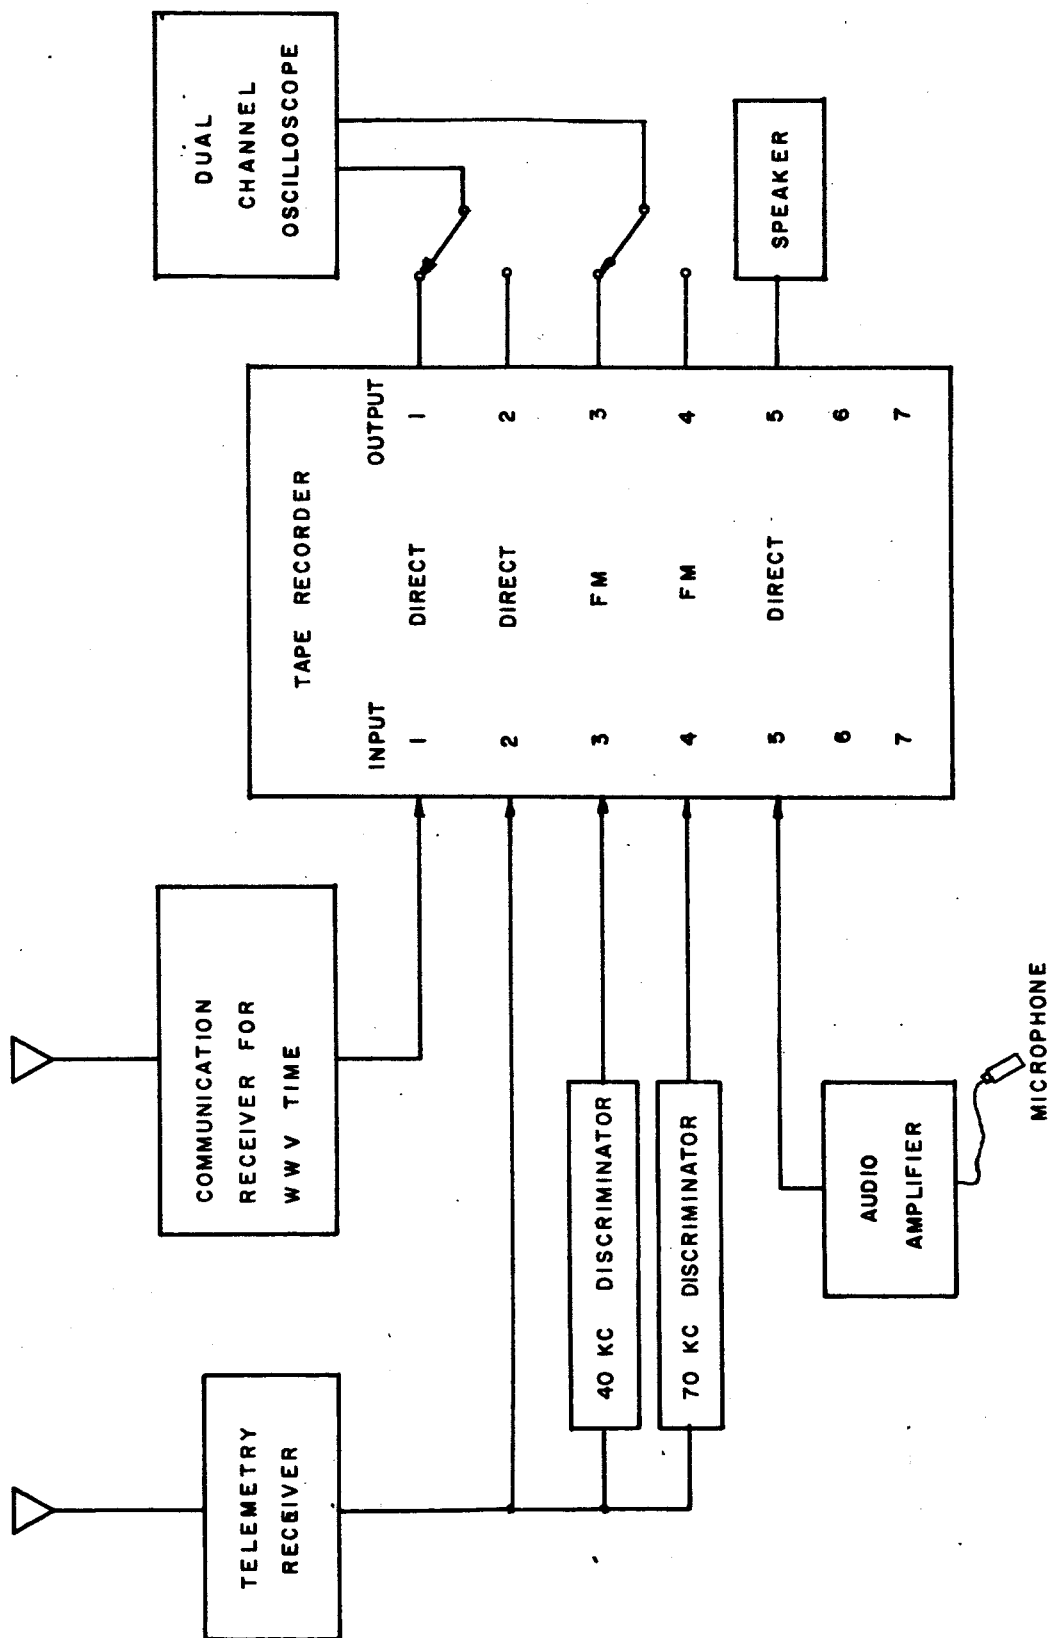 TELEMETRY
RECEIVER
COMMUNICATION
RECEIVER FOR
WWV TIME
40 KC DISCRIMINATOR
70 KC DISCRIMINATOR
AUDIO
AMPLIFIER
MICROPHONE
TAPE RECORDER
INPUT OUTPUT
1 DIRECT 1
2 DIRECT 2
3 FM 3
4 FM 4
5 DIRECT 5
6 6
7 7
DUAL
CHANNEL
OSCILLOSCOPE
SPEAKER